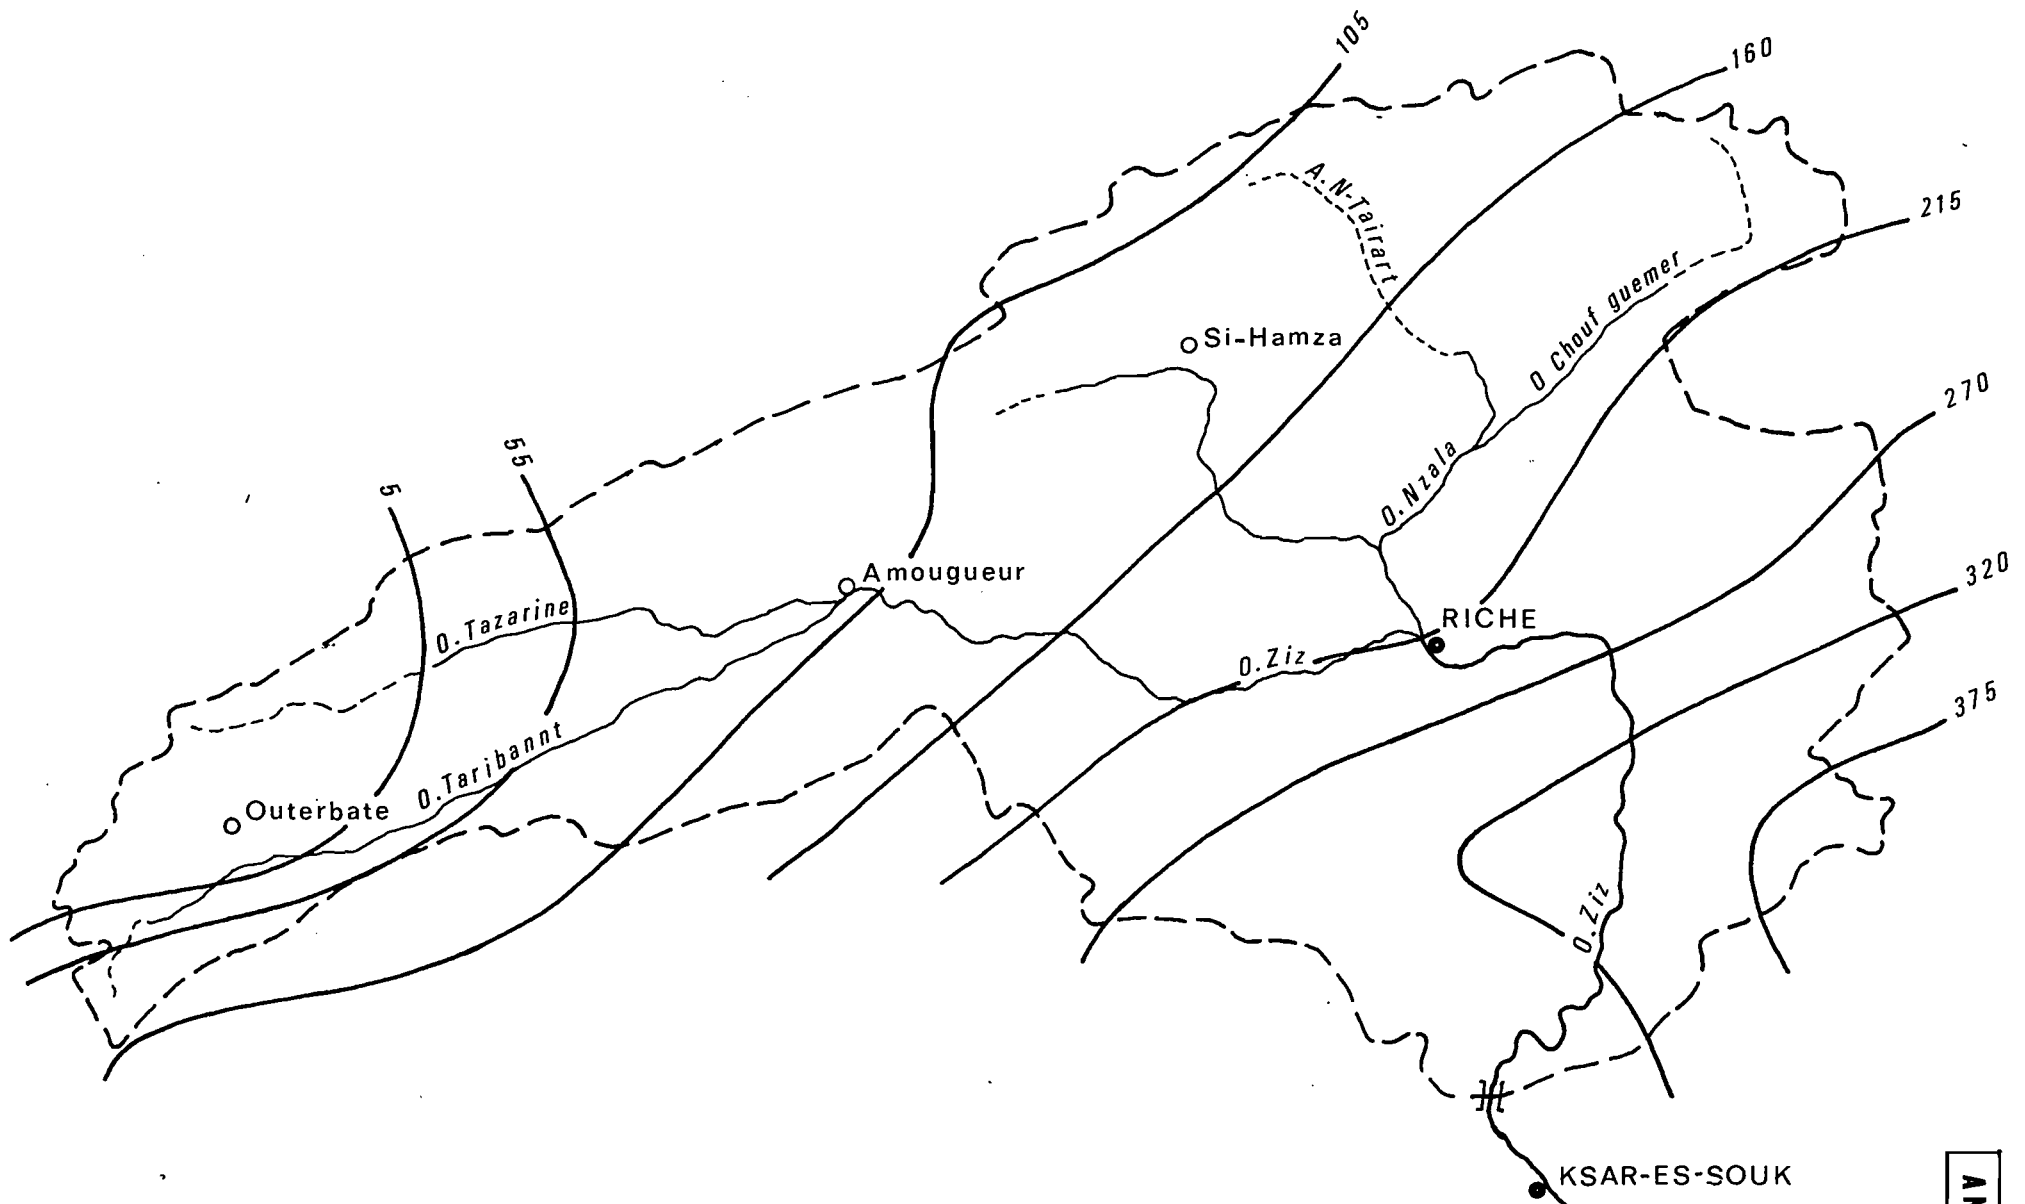 105
160
215
A.N-Tairart
O Chouf guemer
Si-Hamza
270
55
5
O.Nzala
Amougueur
320
O.Tazarine
RICHE
O.Ziz
375
O.Taribannt
Outerbate
O.Ziz
KSAR-ES-SOUK